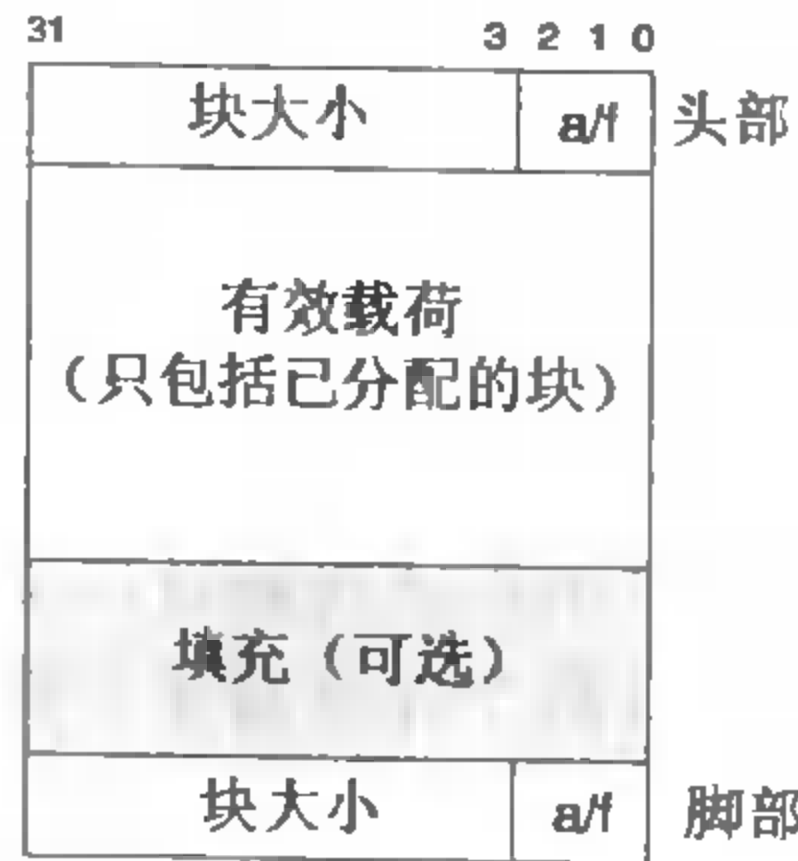 31 3 2 1 0
块大小 a/f 头部
有效载荷
（只包括已分配的块）
填充（可选）
块大小 a/f 脚部